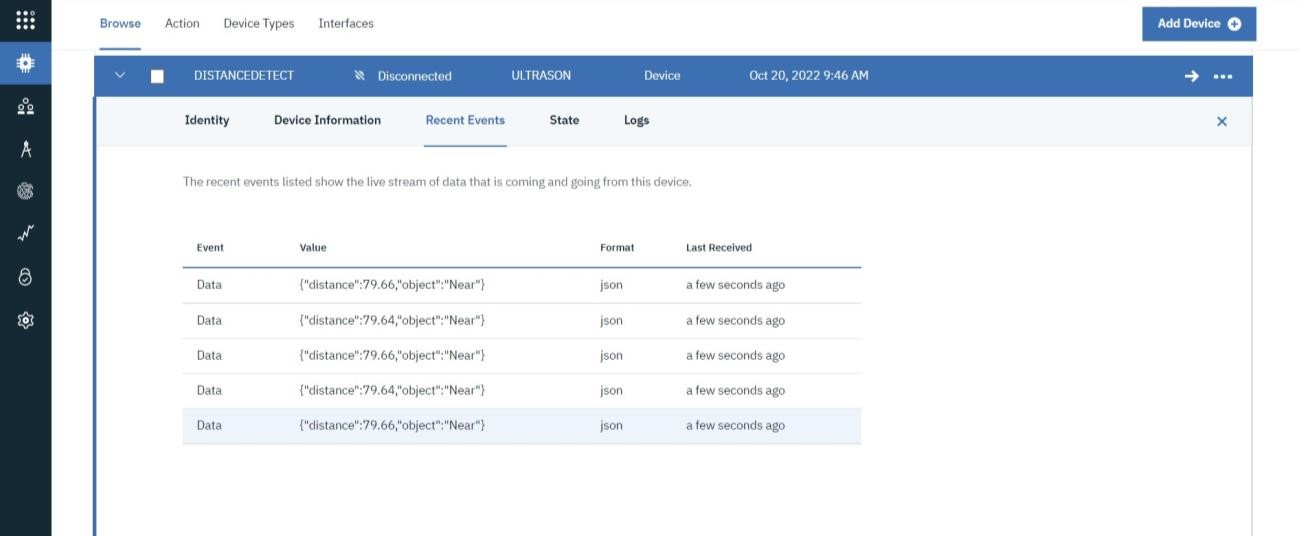 Browse Action Device Types Interfaces Add Device
DISTANCEDETECT Disconnected ULTRASON Device Oct 20, 2022 9:46 AM
Identity Device Information Recent Events State Logs
The recent events listed show the live stream of data that is coming and going from this device.
Event Value Format Last Received
Data {"distance":79.66,"object":"Near"} json a few seconds ago
Data {"distance":79.64,"object":"Near"} json a few seconds ago
Data {"distance":79.66,"object":"Near"} json a few seconds ago
Data {"distance":79.64,"object":"Near"} json a few seconds ago
Data {"distance":79.66,"object":"Near"} json a few seconds ago